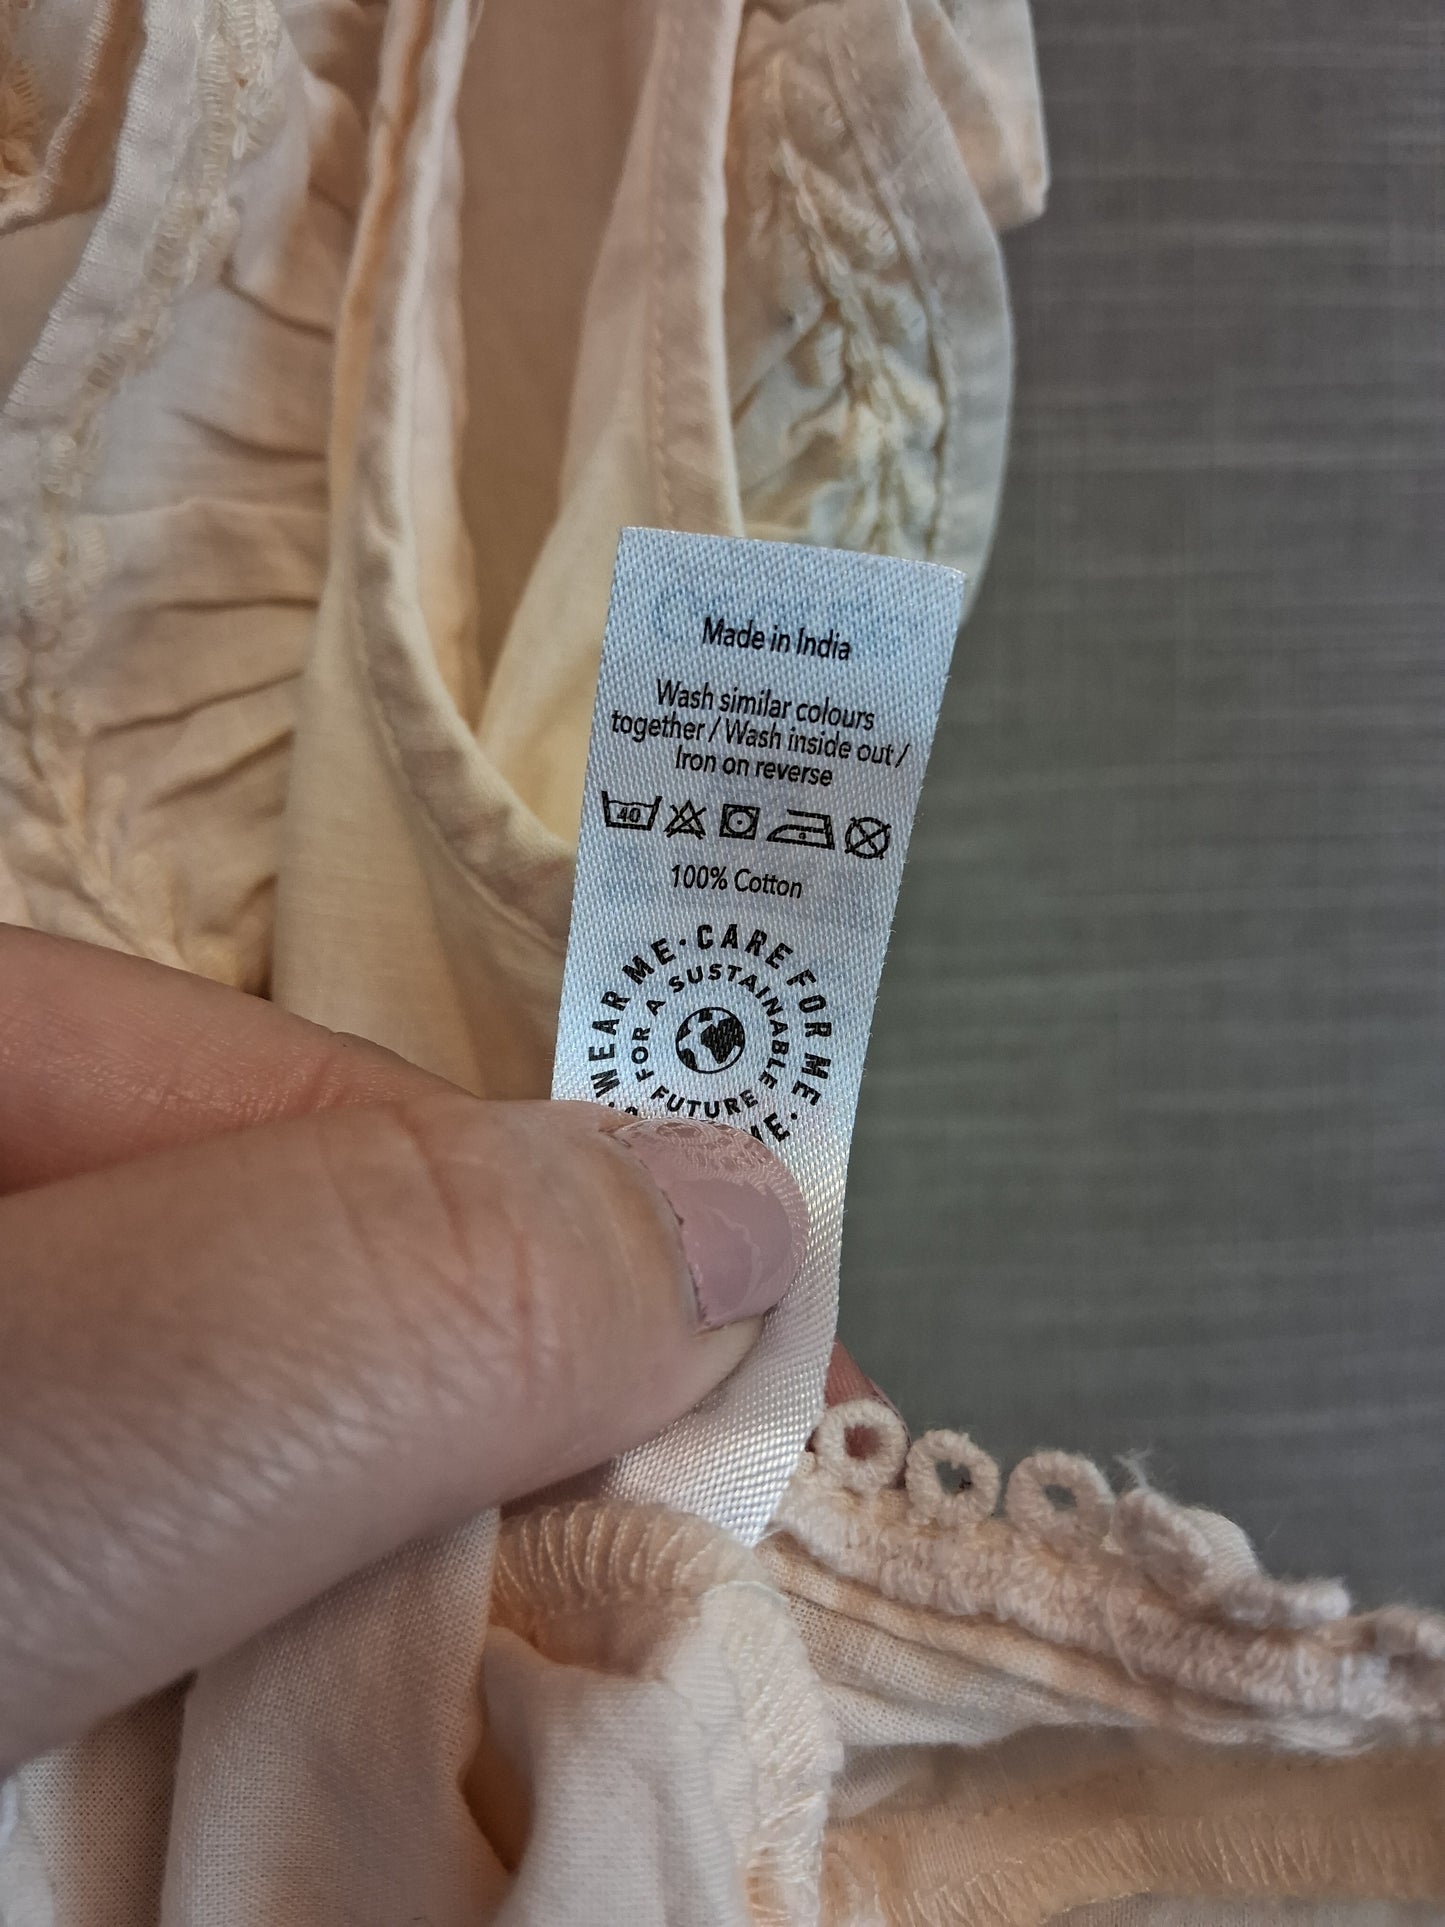 Made in India
Wash similar colours
together / Wash inside out /
Iron on reverse
40
100% Cotton
WEAR ME · CARE FOR ME ·
FOR A SUSTAINABLE FUTURE